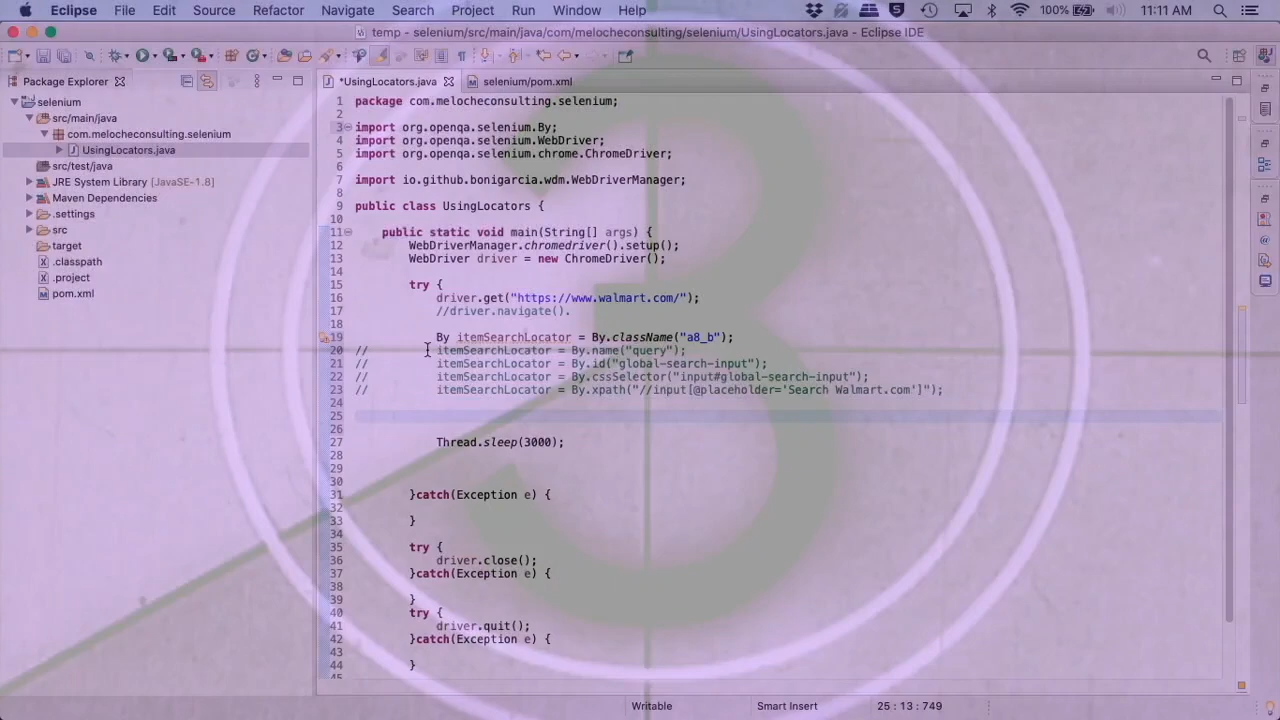 Eclipse File Edit Source Refactor Navigate Search Project Run Window Help 100% 11:11 AM
temp - selenium/src/main/java/com/melocheconsulting/selenium/UsingLocators.java - Eclipse IDE
Package Explorer
*UsingLocators.java
selenium/pom.xml
selenium
src/main/java
com.melocheconsulting.selenium
UsingLocators.java
src/test/java
JRE System Library [JavaSE-1.8]
Maven Dependencies
.settings
src
target
.classpath
.project
pom.xml
1 package com.melocheconsulting.selenium;
2
3 import org.openqa.selenium.By;
4 import org.openqa.selenium.WebDriver;
5 import org.openqa.selenium.chrome.ChromeDriver;
6
7 import io.github.bonigarcia.wdm.WebDriverManager;
8
9 public class UsingLocators {
10
11 public static void main(String[] args) {
12 WebDriverManager.chromedriver().setup();
13 WebDriver driver = new ChromeDriver();
14
15 try {
16 driver.get("https://www.walmart.com/");
17 //driver.navigate().
18
19 By itemSearchLocator = By.className("a8_b");
20 // itemSearchLocator = By.name("query");
21 // itemSearchLocator = By.id("global-search-input");
22 // itemSearchLocator = By.cssSelector("input#global-search-input");
23 // itemSearchLocator = By.xpath("//input[@placeholder='Search Walmart.com']");
24
25
26
27 Thread.sleep(3000);
28
29
30
31 }catch(Exception e) {
32
33 }
34
35 try {
36 driver.close();
37 }catch(Exception e) {
38
39 }
40 try {
41 driver.quit();
42 }catch(Exception e) {
43
44 }
45
3
Writable Smart Insert 25 : 13 : 749